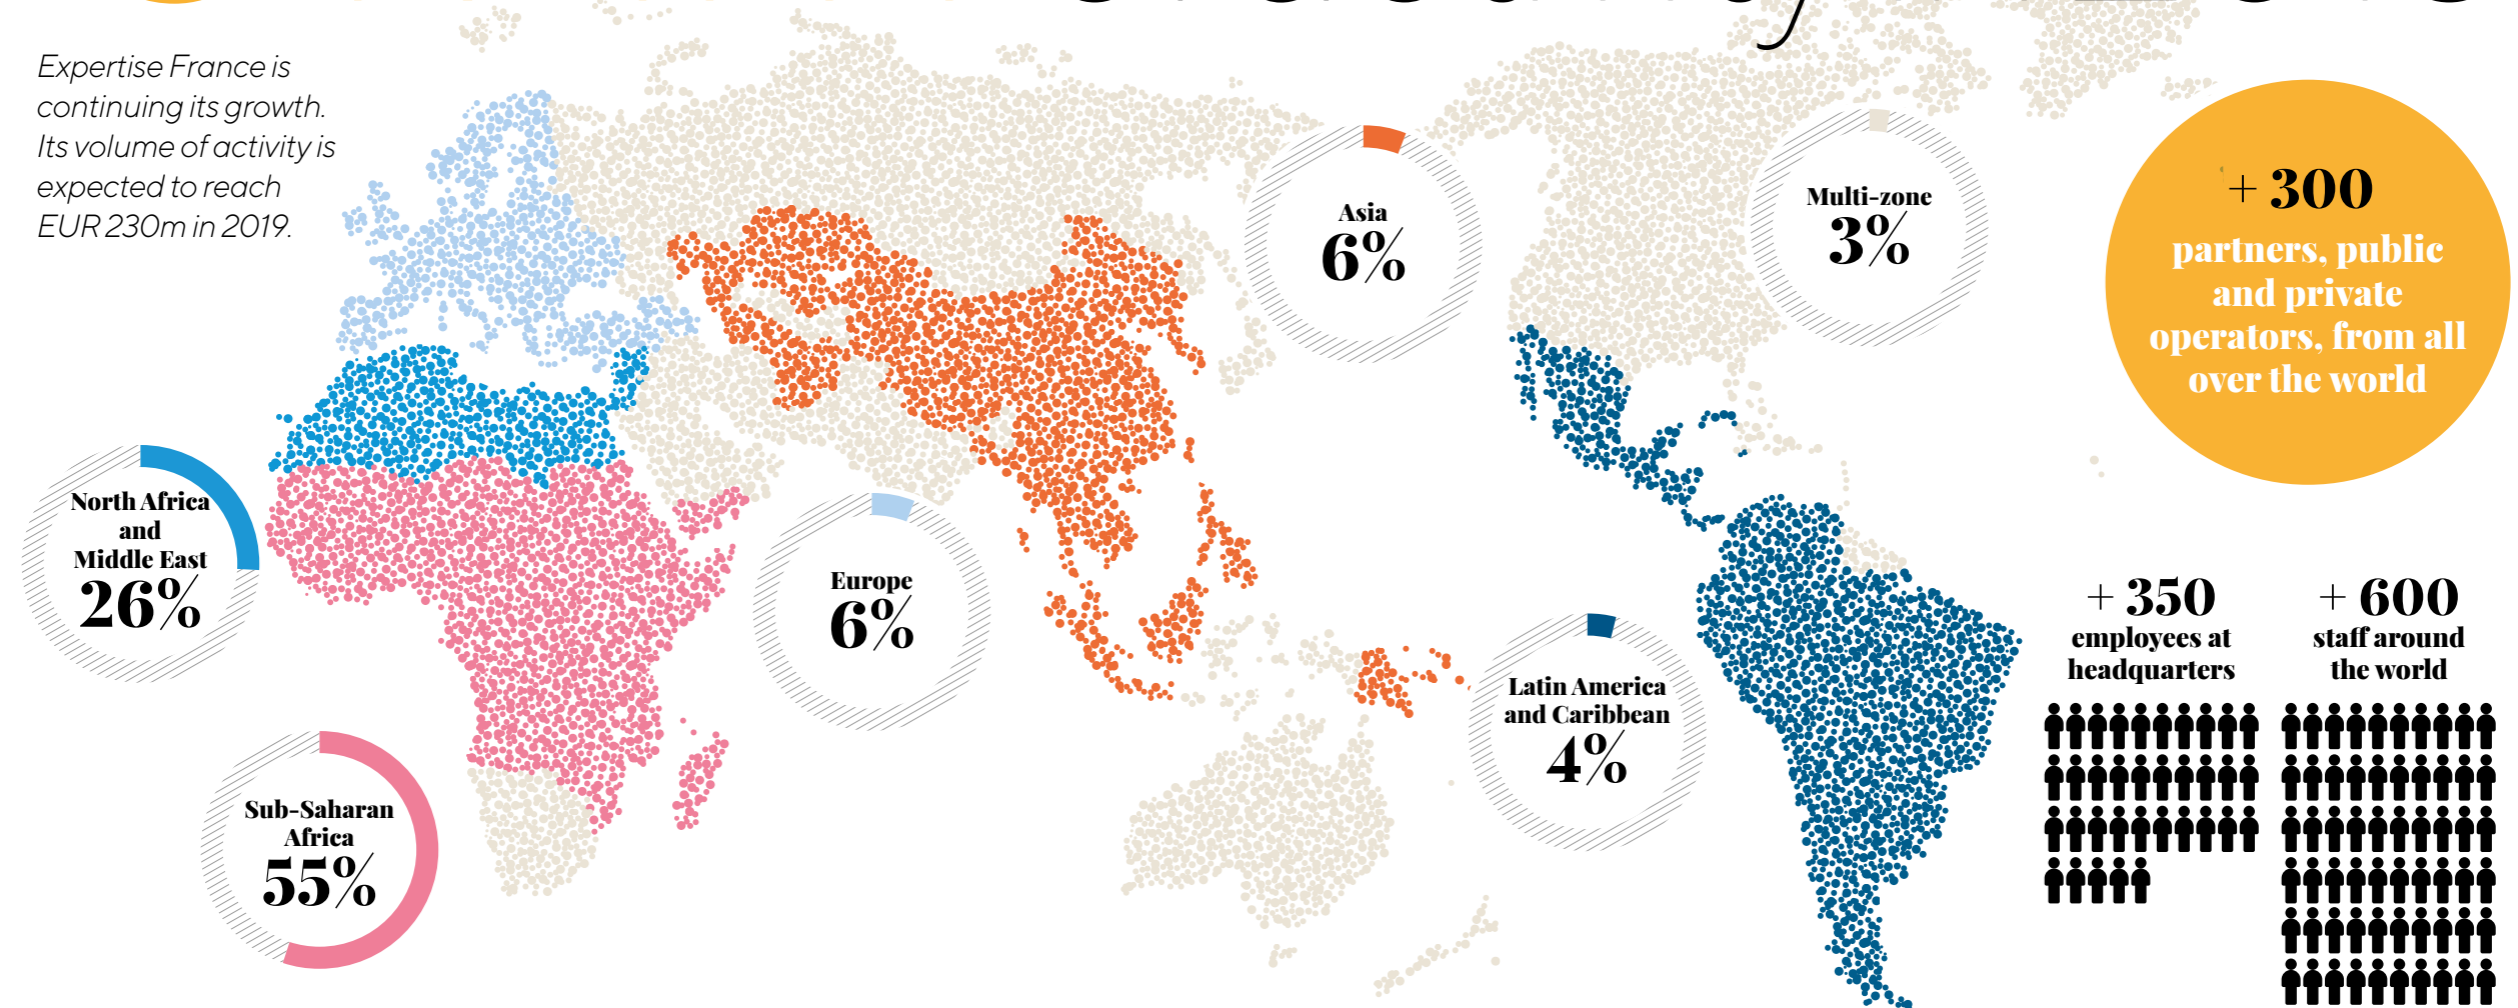 Expertise France is
continuing its growth.
Its volume of activity is
expected to reach
EUR 230m in 2019.
Asia
6%
Multi-zone
3%
+ 300
partners, public
and private
operators, from all
over the world
North Africa
and
Middle East
26%
Europe
6%
Sub-Saharan
Africa
55%
Latin America
and Caribbean
4%
+ 350
employees at
headquarters
+ 600
staff around
the world